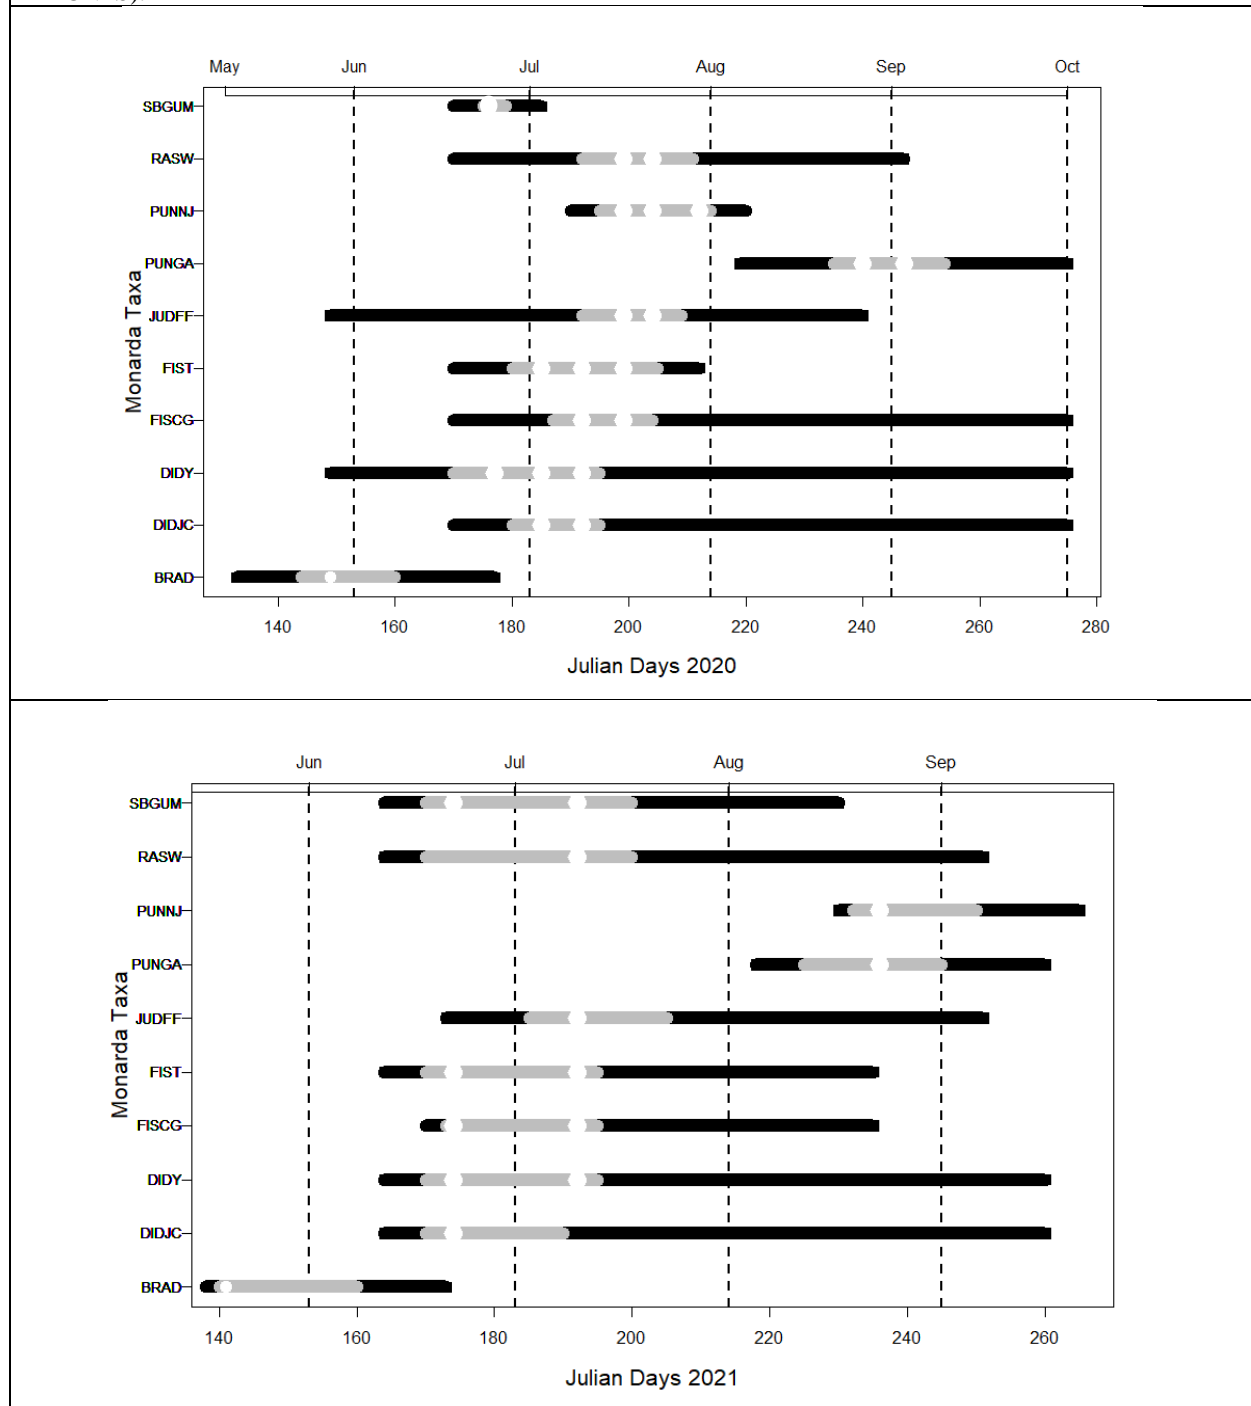 May Jun Jul Aug Sep Oct
SBGUM
RASW
PUNNJ
PUNGA
JUDFF
FIST
FISCG
DIDY
DIDJC
BRAD
Monarda Taxa
140 160 180 200 220 240 260 280
Julian Days 2020
Jun Jul Aug Sep
SBGUM
RASW
PUNNJ
PUNGA
JUDFF
FIST
FISCG
DIDY
DIDJC
BRAD
Monarda Taxa
140 160 180 200 220 240 260
Julian Days 2021